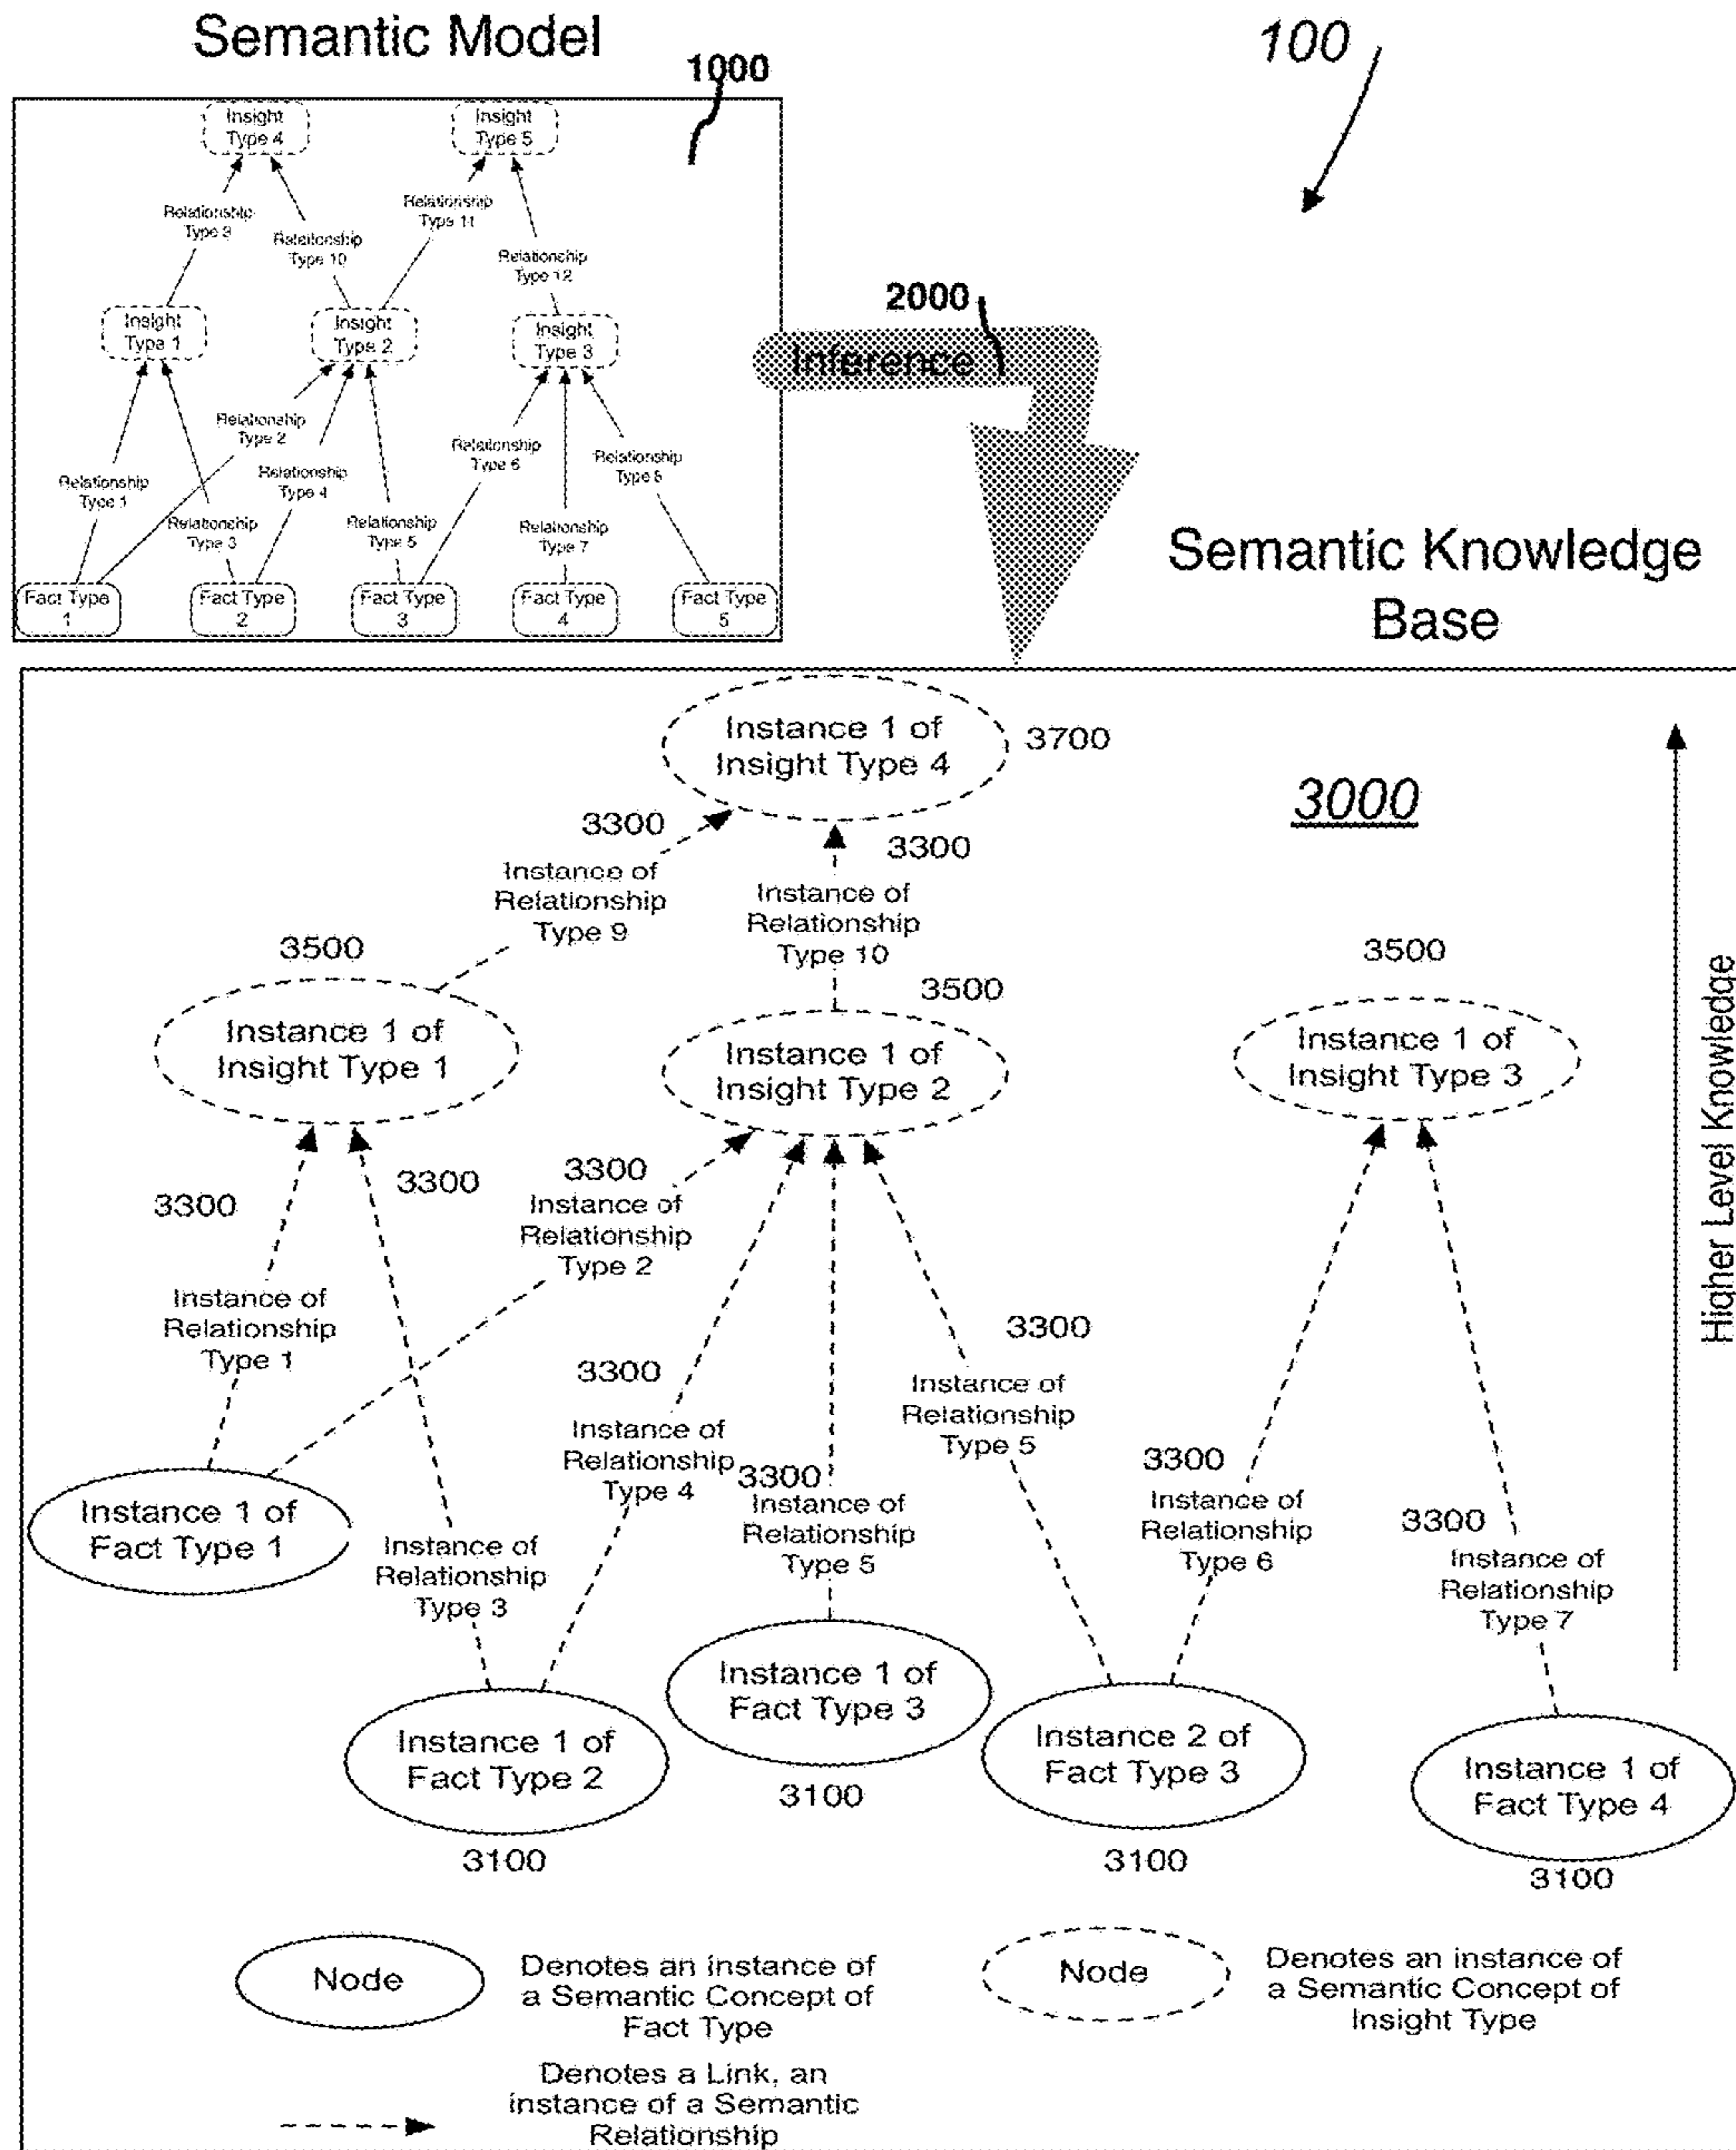 Semantic Model
100
1000
Insight
Type 4
Insight
Type 5
Relationship
Type 9
Relationship
Type 10
Relationship
Type 11
Relationship
Type 12
Insight
Type 1
Insight
Type 2
Insight
Type 3
2000
Inference
Relationship
Type 1
Relationship
Type 2
Relationship
Type 3
Relationship
Type 4
Relationship
Type 5
Relationship
Type 6
Relationship
Type 7
Relationship
Type 8
Fact Type
1
Fact Type
2
Fact Type
3
Fact Type
4
Fact Type
5
Semantic Knowledge
Base
Instance 1 of
Insight Type 4
3700
3000
3300
Instance of
Relationship
Type 9
3300
Instance of
Relationship
Type 10
3500
Instance 1 of
Insight Type 1
3500
Instance 1 of
Insight Type 2
3500
Instance 1 of
Insight Type 3
Higher Level Knowledge
3300
Instance of
Relationship
Type 1
3300
3300
Instance of
Relationship
Type 2
3300
Instance of
Relationship
Type 4
3300
Instance of
Relationship
Type 5
3300
Instance of
Relationship
Type 5
3300
Instance of
Relationship
Type 6
3300
Instance of
Relationship
Type 7
Instance 1 of
Fact Type 1
Instance of
Relationship
Type 3
Instance 1 of
Fact Type 2
3100
Instance 1 of
Fact Type 3
3100
Instance 2 of
Fact Type 3
3100
Instance 1 of
Fact Type 4
3100
Node
Denotes an instance of
a Semantic Concept of
Fact Type
Node
Denotes an instance of
a Semantic Concept of
Insight Type
Denotes a Link, an
instance of a Semantic
Relationship